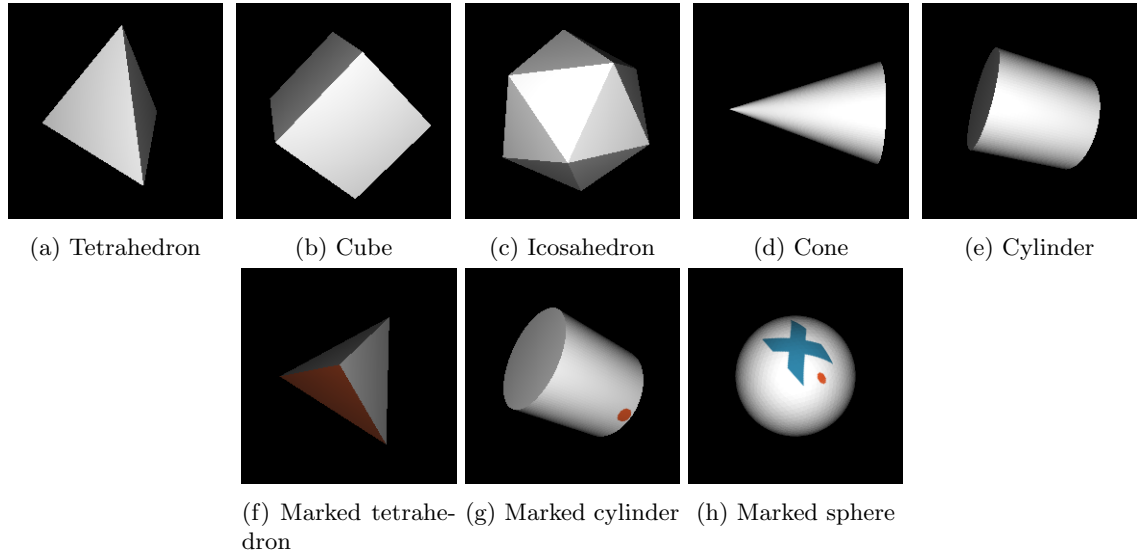 (a) Tetrahedron (b) Cube (c) Icosahedron (d) Cone (e) Cylinder
(f) Marked tetrahe-
dron
(g) Marked cylinder (h) Marked sphere